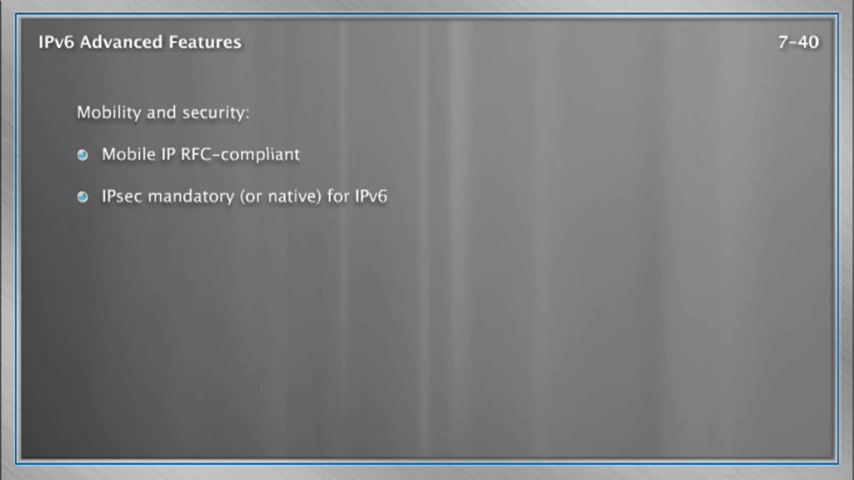 IPv6 Advanced Features
7-40
Mobility and security:
Mobile IP RFC-compliant
IPsec mandatory (or native) for IPv6